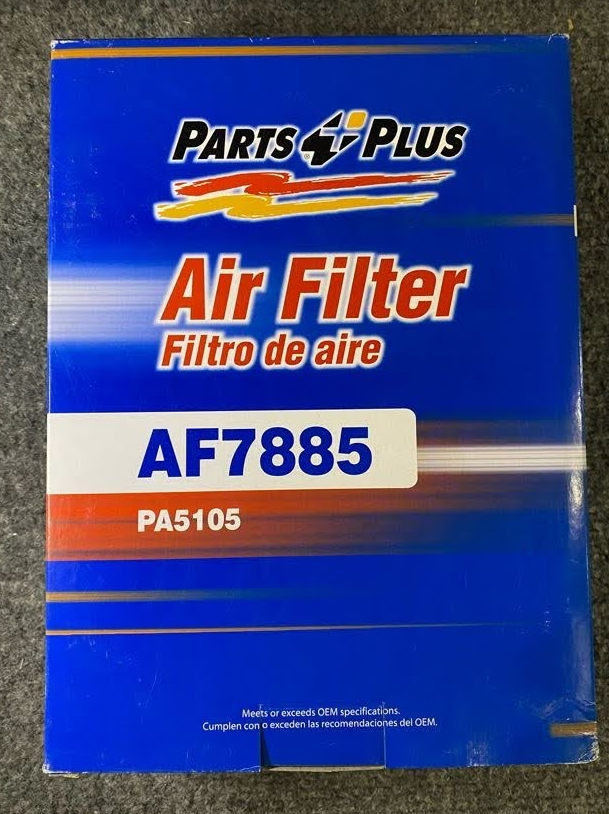 PARTS PLUS
Air Filter
Filtro de aire
AF7885
PA5105
Meets or exceeds OEM specifications.
Cumplen con o exceden las recomendaciones del OEM.